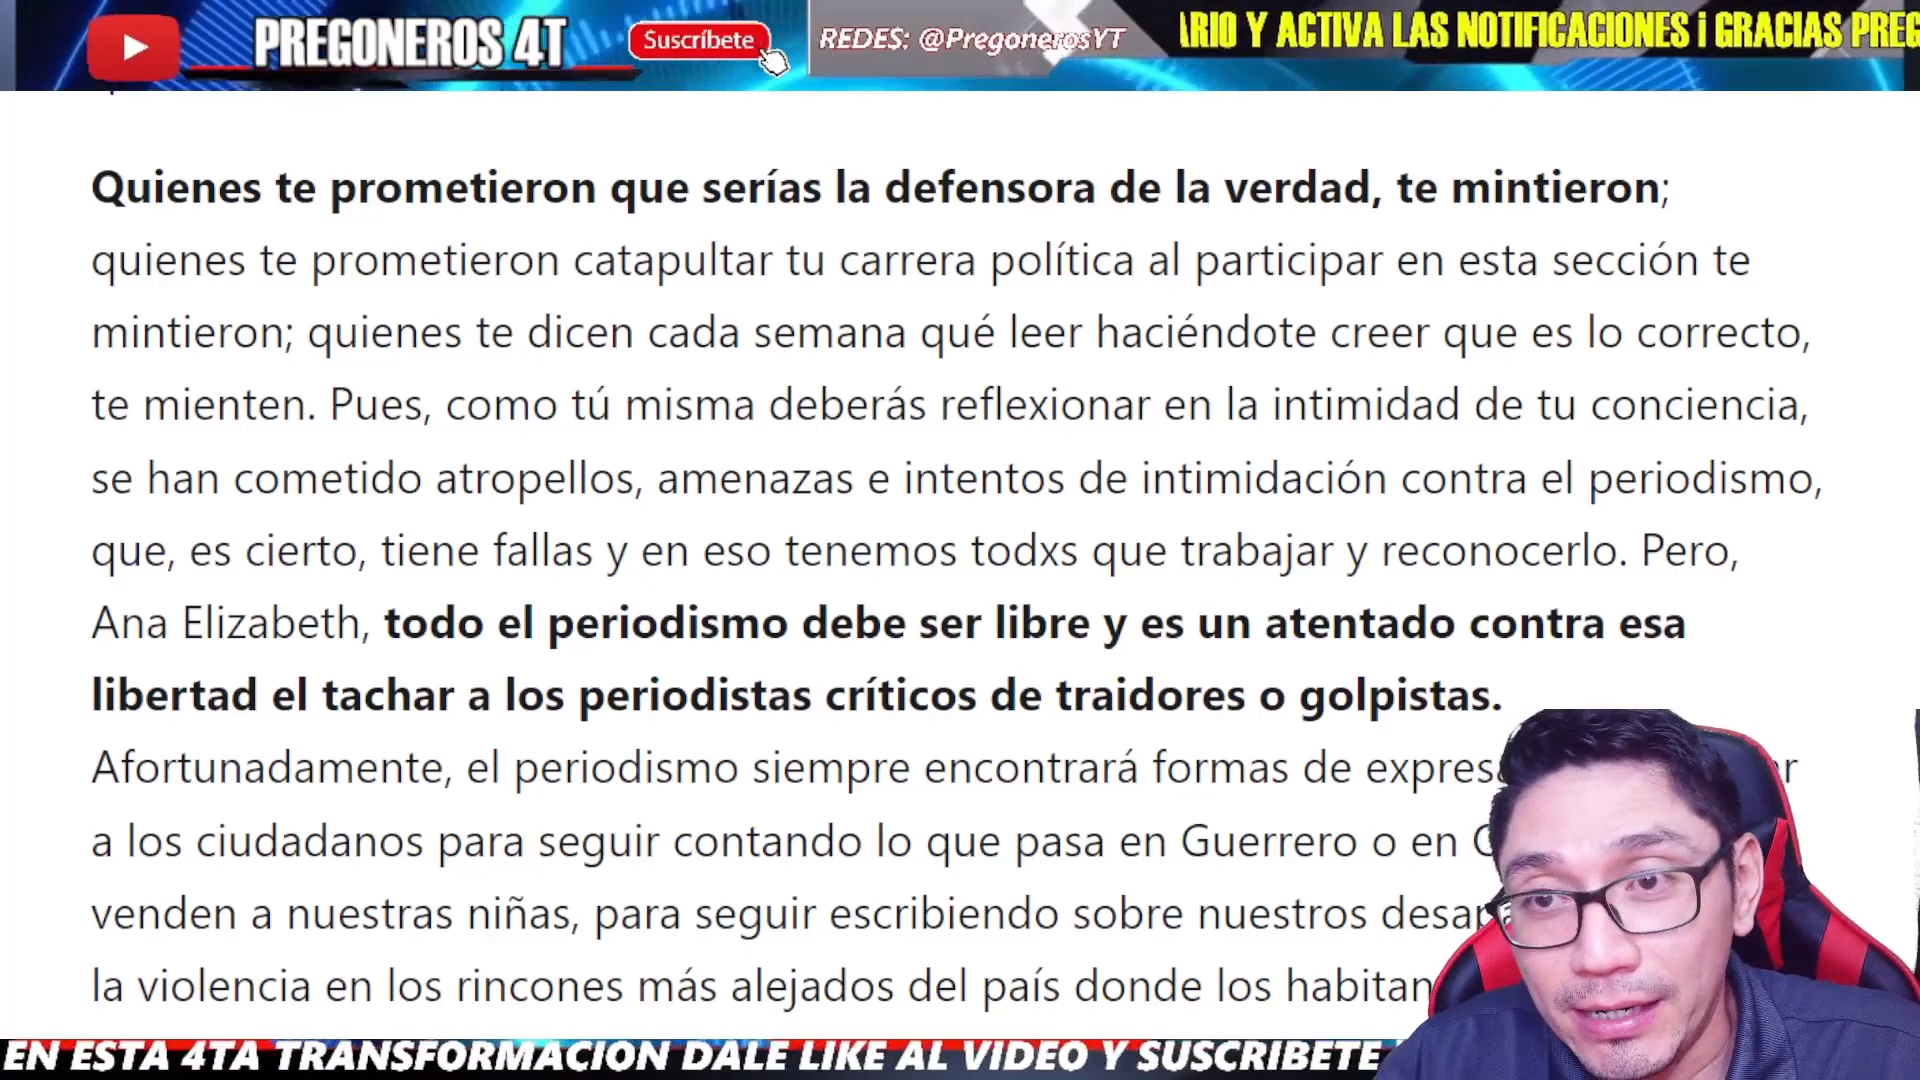 PREGONEROS 4T
Suscríbete
REDES: @PregonerosYT
ARIO Y ACTIVA LAS NOTIFICACIONES ¡ GRACIAS PREG
Quienes te prometieron que serías la defensora de la verdad, te mintieron;
quienes te prometieron catapultar tu carrera política al participar en esta sección te
mintieron; quienes te dicen cada semana qué leer haciéndote creer que es lo correcto,
te mienten. Pues, como tú misma deberás reflexionar en la intimidad de tu conciencia,
se han cometido atropellos, amenazas e intentos de intimidación contra el periodismo,
que, es cierto, tiene fallas y en eso tenemos todxs que trabajar y reconocerlo. Pero,
Ana Elizabeth, todo el periodismo debe ser libre y es un atentado contra esa
libertad el tachar a los periodistas críticos de traidores o golpistas.
Afortunadamente, el periodismo siempre encontrará formas de
a los ciudadanos para seguir contando lo que pasa en Guerrero o en
venden a nuestras niñas, para seguir escribiendo sobre nuestros
la violencia en los rincones más alejados del país donde los
EN ESTA 4TA TRANSFORMACION DALE LIKE AL VIDEO Y SUSCRIBETE